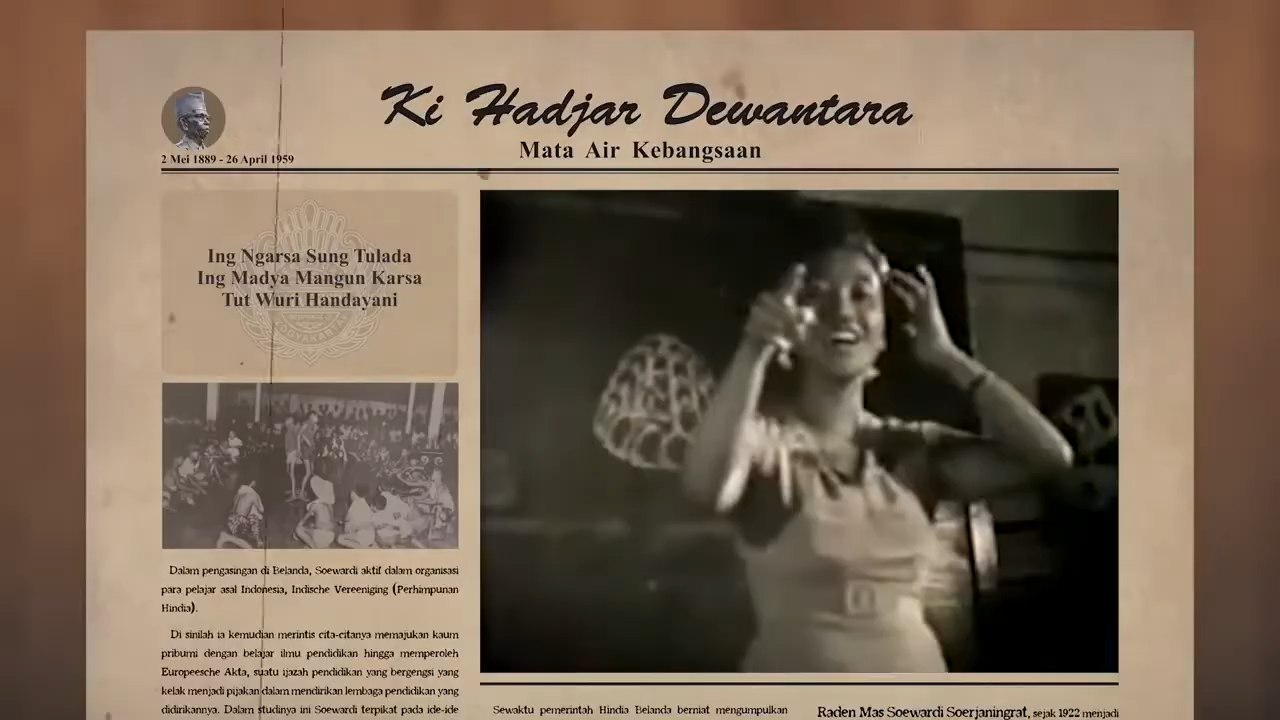 Ki Hadjar Dewantara
Mata Air Kebangsaan
2 Mei 1889 - 26 April 1959
Ing Ngarsa Sung Tulada
Ing Madya Mangun Karsa
Tut Wuri Handayani
Dalam pengasingan di Belanda, Soewardi aktif dalam organisasi
para pelajar asal Indonesia, Indische Vereeniging (Perhimpunan
Hindia).
Di sinilah ia kemudian merintis cita-citanya memajukan kaum
pribumi dengan belajar ilmu pendidikan hingga memperoleh
Europeesche Akta, suatu ijazah pendidikan yang bergengsi yang
kelak menjadi pijakan dalam mendirikan lembaga pendidikan yang
didirikannya. Dalam studinya ini Soewardi terpikat pada ide-ide
Sewaktu pemerintah Hindia Belanda berniat mengumpulkan
Raden Mas Soewardi Soerjaningrat, sejak 1922 menjadi